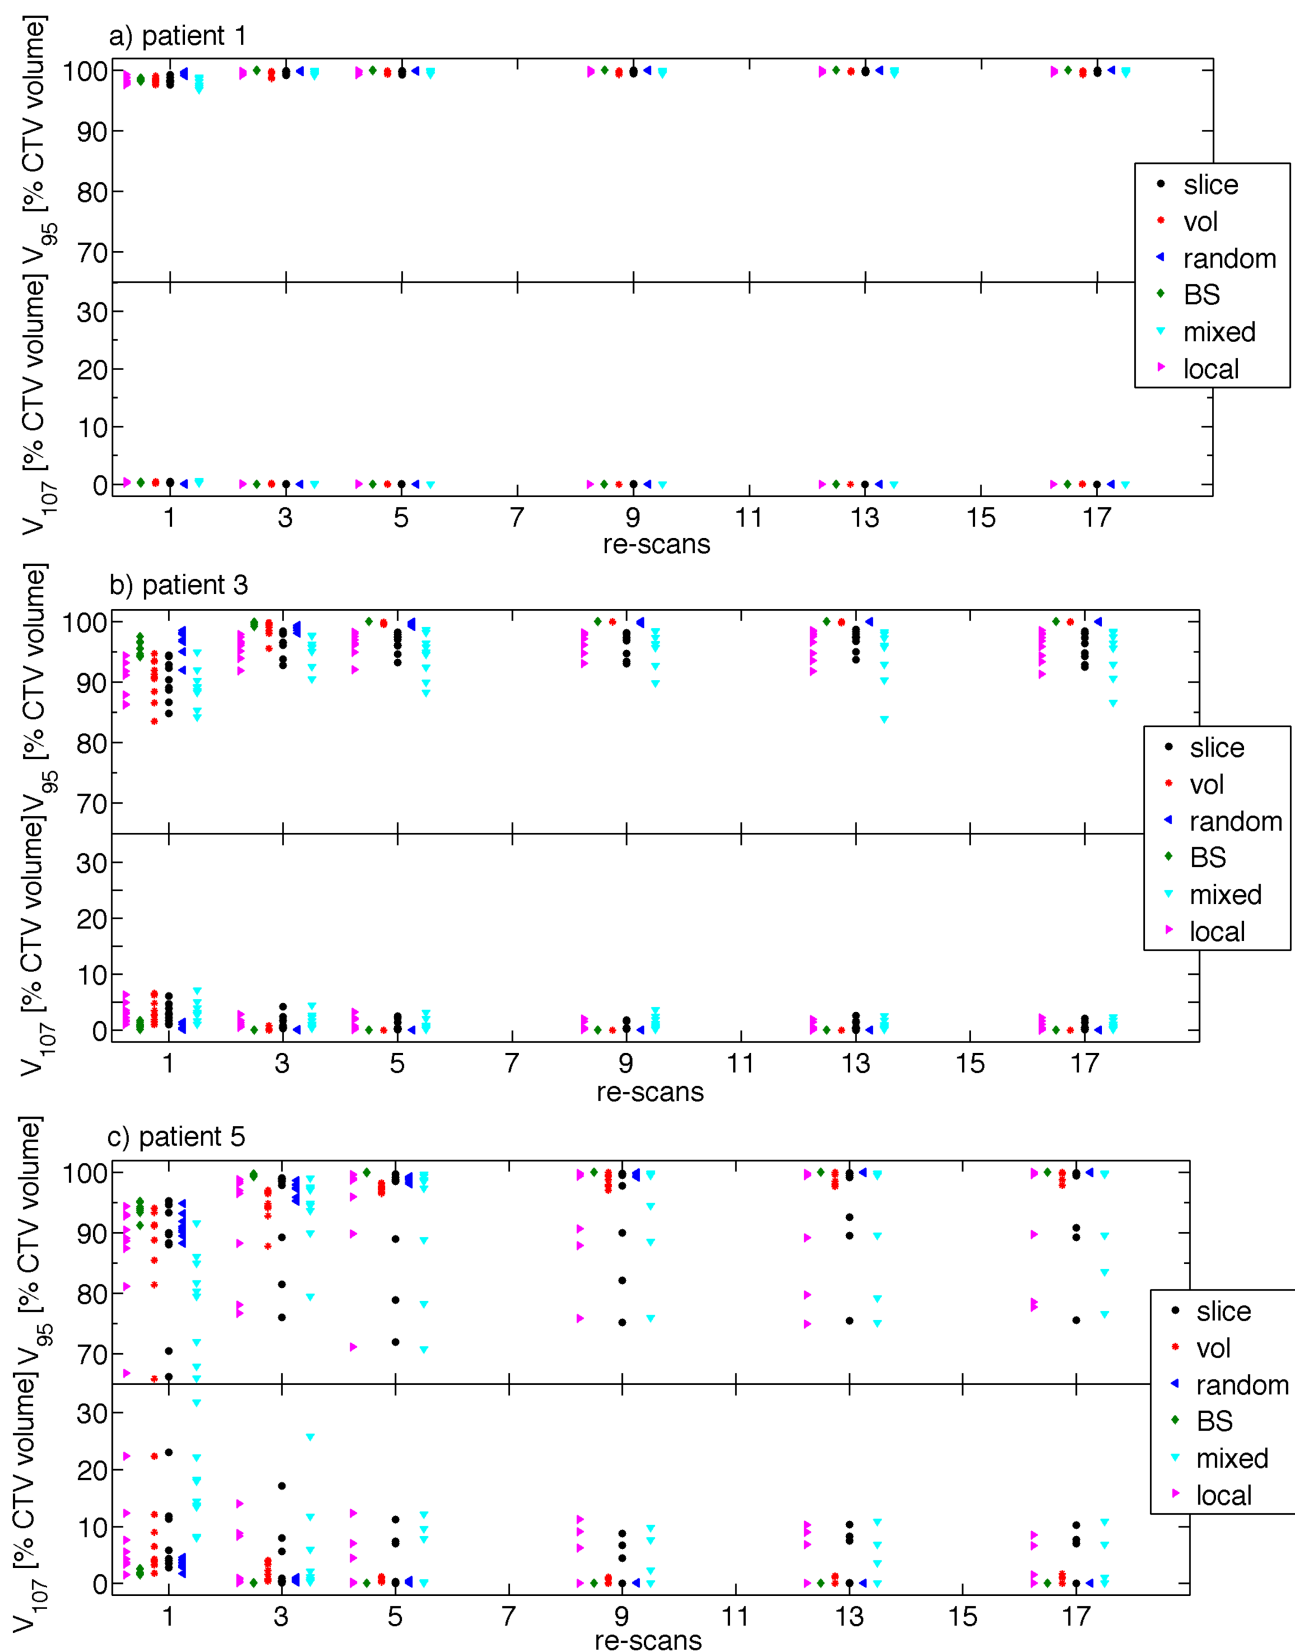 a) patient 1
V95 [% CTV volume]
100
90
80
70
V107 [% CTV volume]
30
20
10
0
1 3 5 7 9 11 13 15 17
re-scans
slice
vol
random
BS
mixed
local
b) patient 3
V95 [% CTV volume]
100
90
80
70
V107 [% CTV volume]
30
20
10
0
1 3 5 7 9 11 13 15 17
re-scans
slice
vol
random
BS
mixed
local
c) patient 5
V95 [% CTV volume]
100
90
80
70
V107 [% CTV volume]
30
20
10
0
1 3 5 7 9 11 13 15 17
re-scans
slice
vol
random
BS
mixed
local